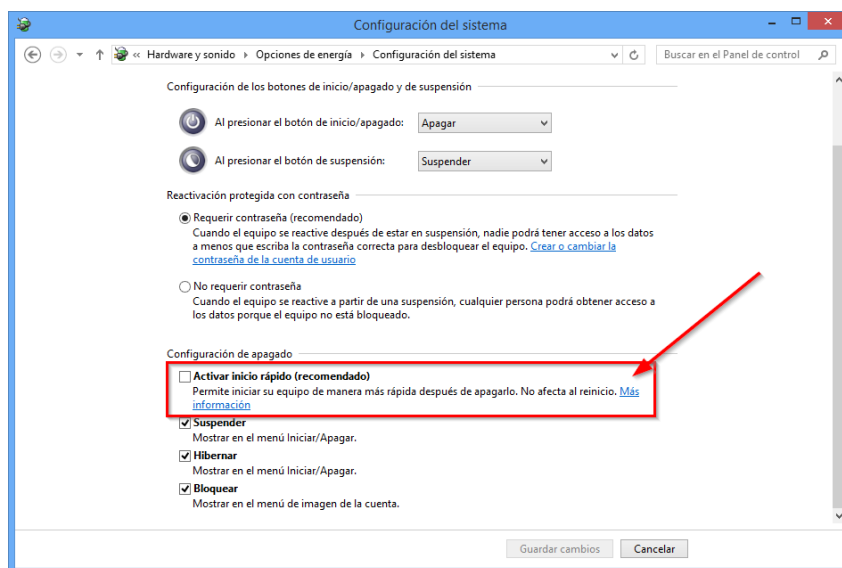 Configuración del sistema
« Hardware y sonido ▸ Opciones de energía ▸ Configuración del sistema
Buscar en el Panel de control
Configuración de los botones de inicio/apagado y de suspensión
Al presionar el botón de inicio/apagado: Apagar
Al presionar el botón de suspensión: Suspender
Reactivación protegida con contraseña
Requerir contraseña (recomendado)
Cuando el equipo se reactive después de estar en suspensión, nadie podrá tener acceso a los datos
a menos que escriba la contraseña correcta para desbloquear el equipo. Crear o cambiar la
contraseña de la cuenta de usuario
No requerir contraseña
Cuando el equipo se reactive a partir de una suspensión, cualquier persona podrá obtener acceso a
los datos porque el equipo no está bloqueado.
Configuración de apagado
Activar inicio rápido (recomendado)
Permite iniciar su equipo de manera más rápida después de apagarlo. No afecta al reinicio. Más
información
Suspender
Mostrar en el menú Iniciar/Apagar.
Hibernar
Mostrar en el menú Iniciar/Apagar.
Bloquear
Mostrar en el menú de imagen de la cuenta.
Guardar cambios
Cancelar